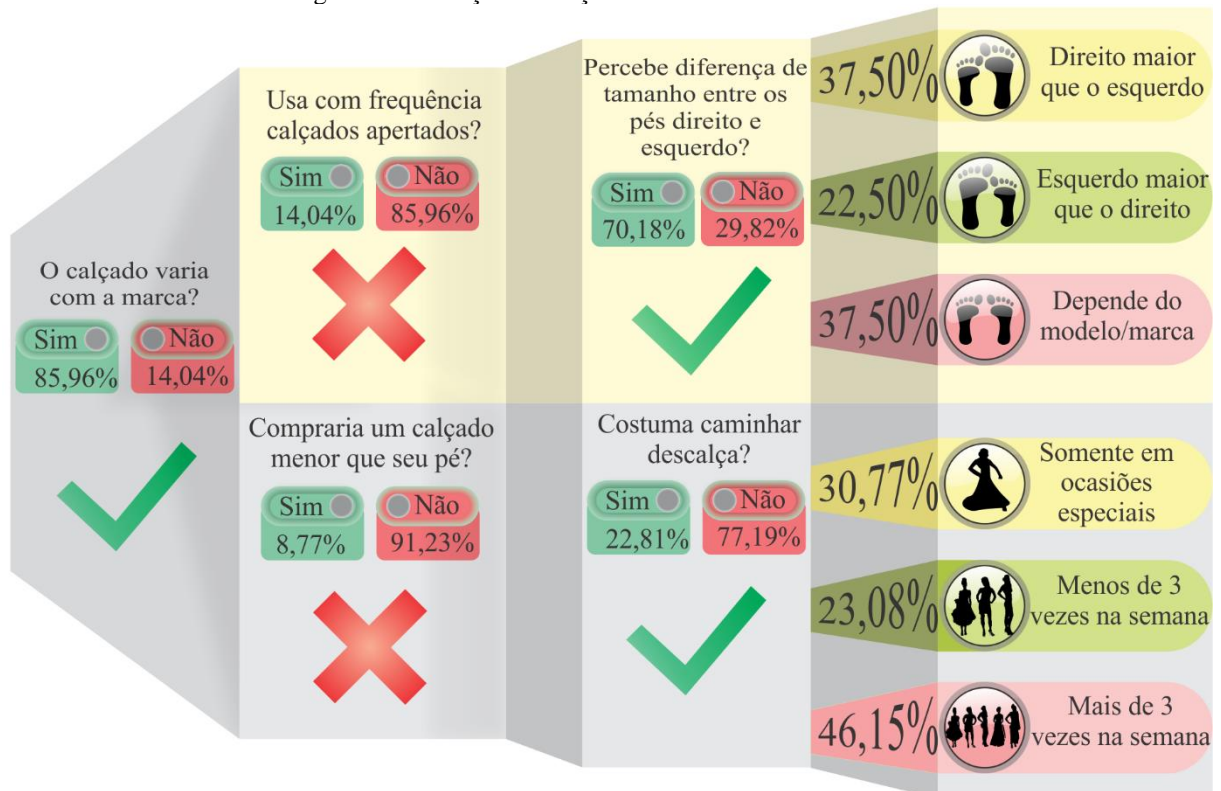 O calçado varia
com a marca?
Sim
Não
85,96%
14,04%
Usa com frequência
calçados apertados?
Sim
Não
14,04%
85,96%
Compraria um calçado
menor que seu pé?
Sim
Não
8,77%
91,23%
Percebe diferença de
tamanho entre os
pés direito e
esquerdo?
Sim
Não
70,18%
29,82%
Costuma caminhar
descalça?
Sim
Não
22,81%
77,19%
37,50%
Direito maior
que o esquerdo
22,50%
Esquerdo maior
que o direito
37,50%
Depende do
modelo/marca
30,77%
Somente em
ocasiões
especiais
23,08%
Menos de 3
vezes na semana
46,15%
Mais de 3
vezes na semana